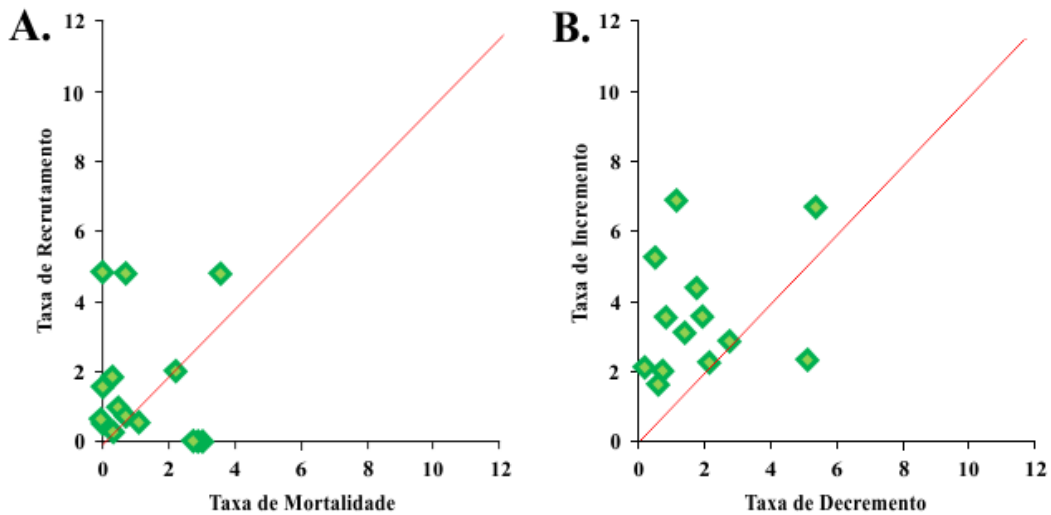 A.
12
10
8
6
4
2
0
Taxa de Recrutamento
0 2 4 6 8 10 12
Taxa de Mortalidade
B.
12
10
8
6
4
2
0
Taxa de Incremento
0 2 4 6 8 10 12
Taxa de Decremento